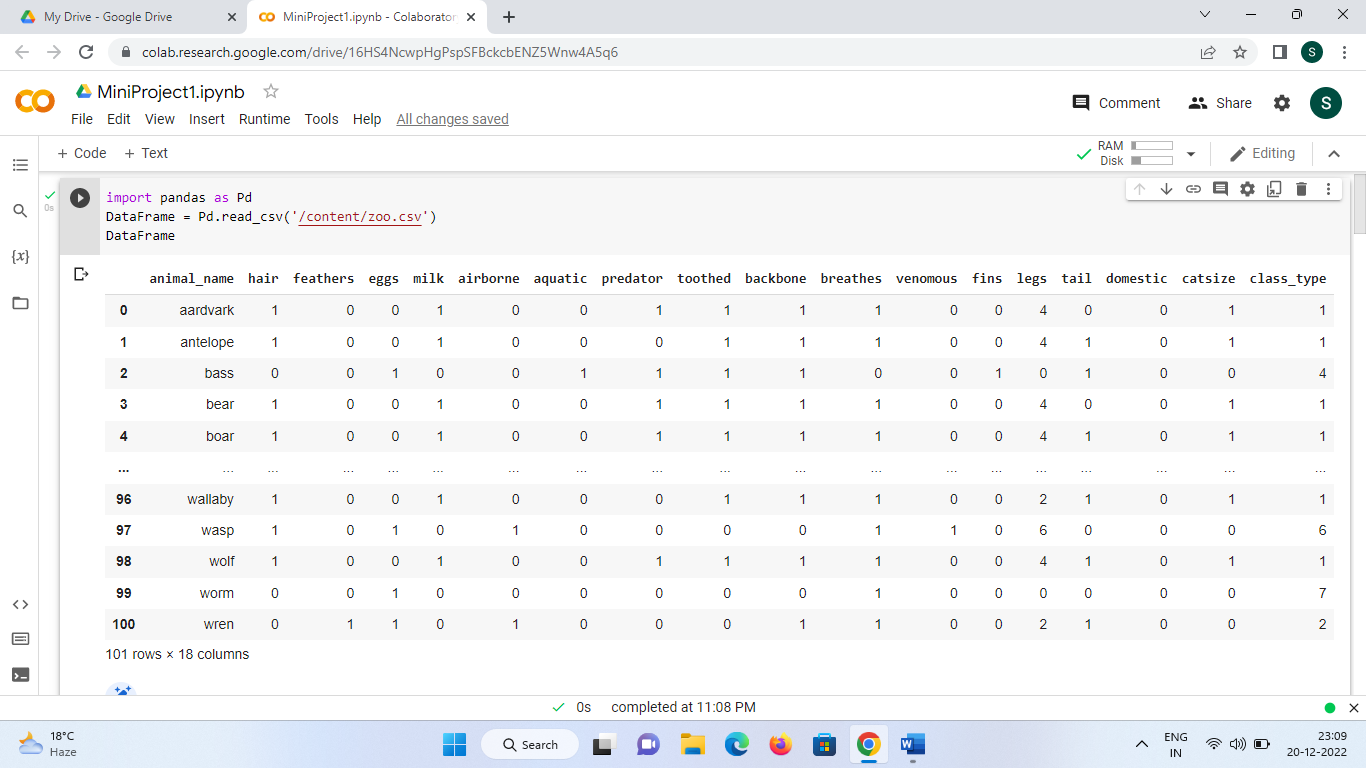 My Drive - Google Drive
MiniProject1.ipynb - Colaborator
colab.research.google.com/drive/16HS4NcwpHgPspSFBckcbENZ5Wnw4A5q6
S
MiniProject1.ipynb
Comment Share S
File Edit View Insert Runtime Tools Help All changes saved
+ Code + Text
RAM
Disk
Editing
0s
import pandas as Pd
DataFrame = Pd.read_csv('/content/zoo.csv')
DataFrame
{x}
animal_name hair feathers eggs milk airborne aquatic predator toothed backbone breathes venomous fins legs tail domestic catsize class_type
0 aardvark 1 0 0 1 0 0 1 1 1 1 0 0 4 0 0 1 1
1 antelope 1 0 0 1 0 0 0 1 1 1 0 0 4 1 0 1 1
2 bass 0 0 1 0 0 1 1 1 1 0 0 1 0 1 0 0 4
3 bear 1 0 0 1 0 0 1 1 1 1 0 0 4 0 0 1 1
4 boar 1 0 0 1 0 0 1 1 1 1 0 0 4 1 0 1 1
... ... ... ... ... ... ... ... ... ... ... ... ... ... ... ... ... ... ...
96 wallaby 1 0 0 1 0 0 0 1 1 1 0 0 2 1 0 1 1
97 wasp 1 0 1 0 1 0 0 0 0 1 1 0 6 0 0 0 6
98 wolf 1 0 0 1 0 0 1 1 1 1 0 0 4 1 0 1 1
99 worm 0 0 1 0 0 0 0 0 0 1 0 0 0 0 0 0 7
100 wren 0 1 1 0 1 0 0 0 1 1 0 0 2 1 0 0 2
101 rows × 18 columns
0s completed at 11:08 PM
18°C
Haze
Search
ENG
IN
23:09
20-12-2022